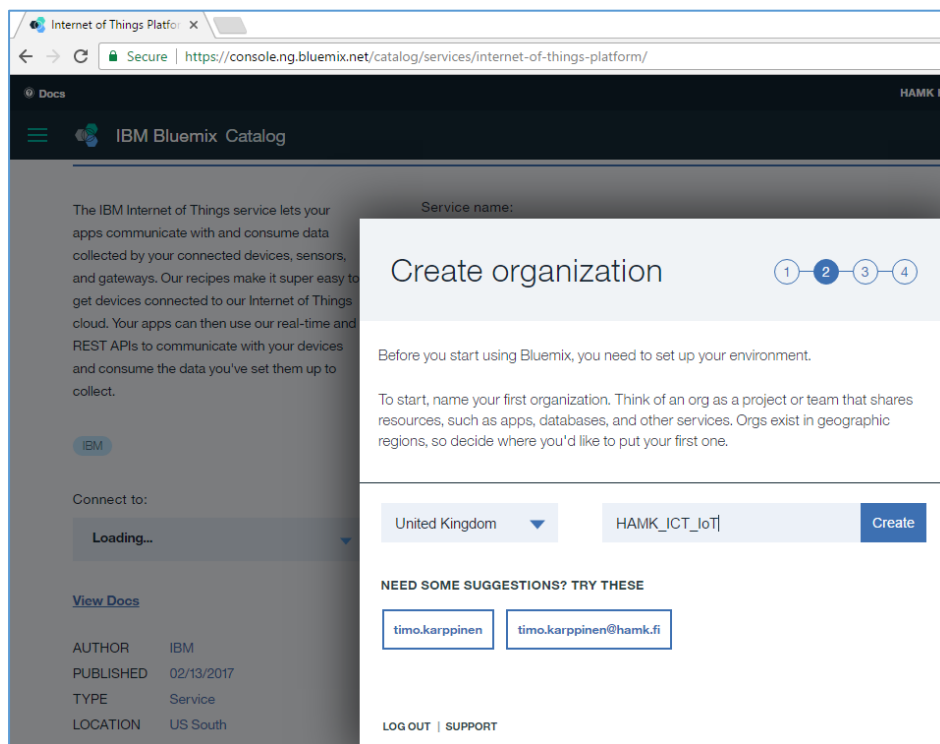 Internet of Things Platfor
Secure | https://console.ng.bluemix.net/catalog/services/internet-of-things-platform/
Docs
HAMK
IBM Bluemix Catalog
The IBM Internet of Things service lets your
apps communicate with and consume data
collected by your connected devices, sensors,
and gateways. Our recipes make it super easy to
get devices connected to our Internet of Things
cloud. Your apps can then use our real-time and
REST APIs to communicate with your devices
and consume the data you've set them up to
collect.
IBM
Connect to:
Loading...
View Docs
AUTHOR IBM
PUBLISHED 02/13/2017
TYPE Service
LOCATION US South
Service name:
Create organization
1 2 3 4
Before you start using Bluemix, you need to set up your environment.
To start, name your first organization. Think of an org as a project or team that shares
resources, such as apps, databases, and other services. Orgs exist in geographic
regions, so decide where you'd like to put your first one.
United Kingdom HAMK_ICT_IoT Create
NEED SOME SUGGESTIONS? TRY THESE
timo.karppinen timo.karppinen@hamk.fi
LOG OUT | SUPPORT